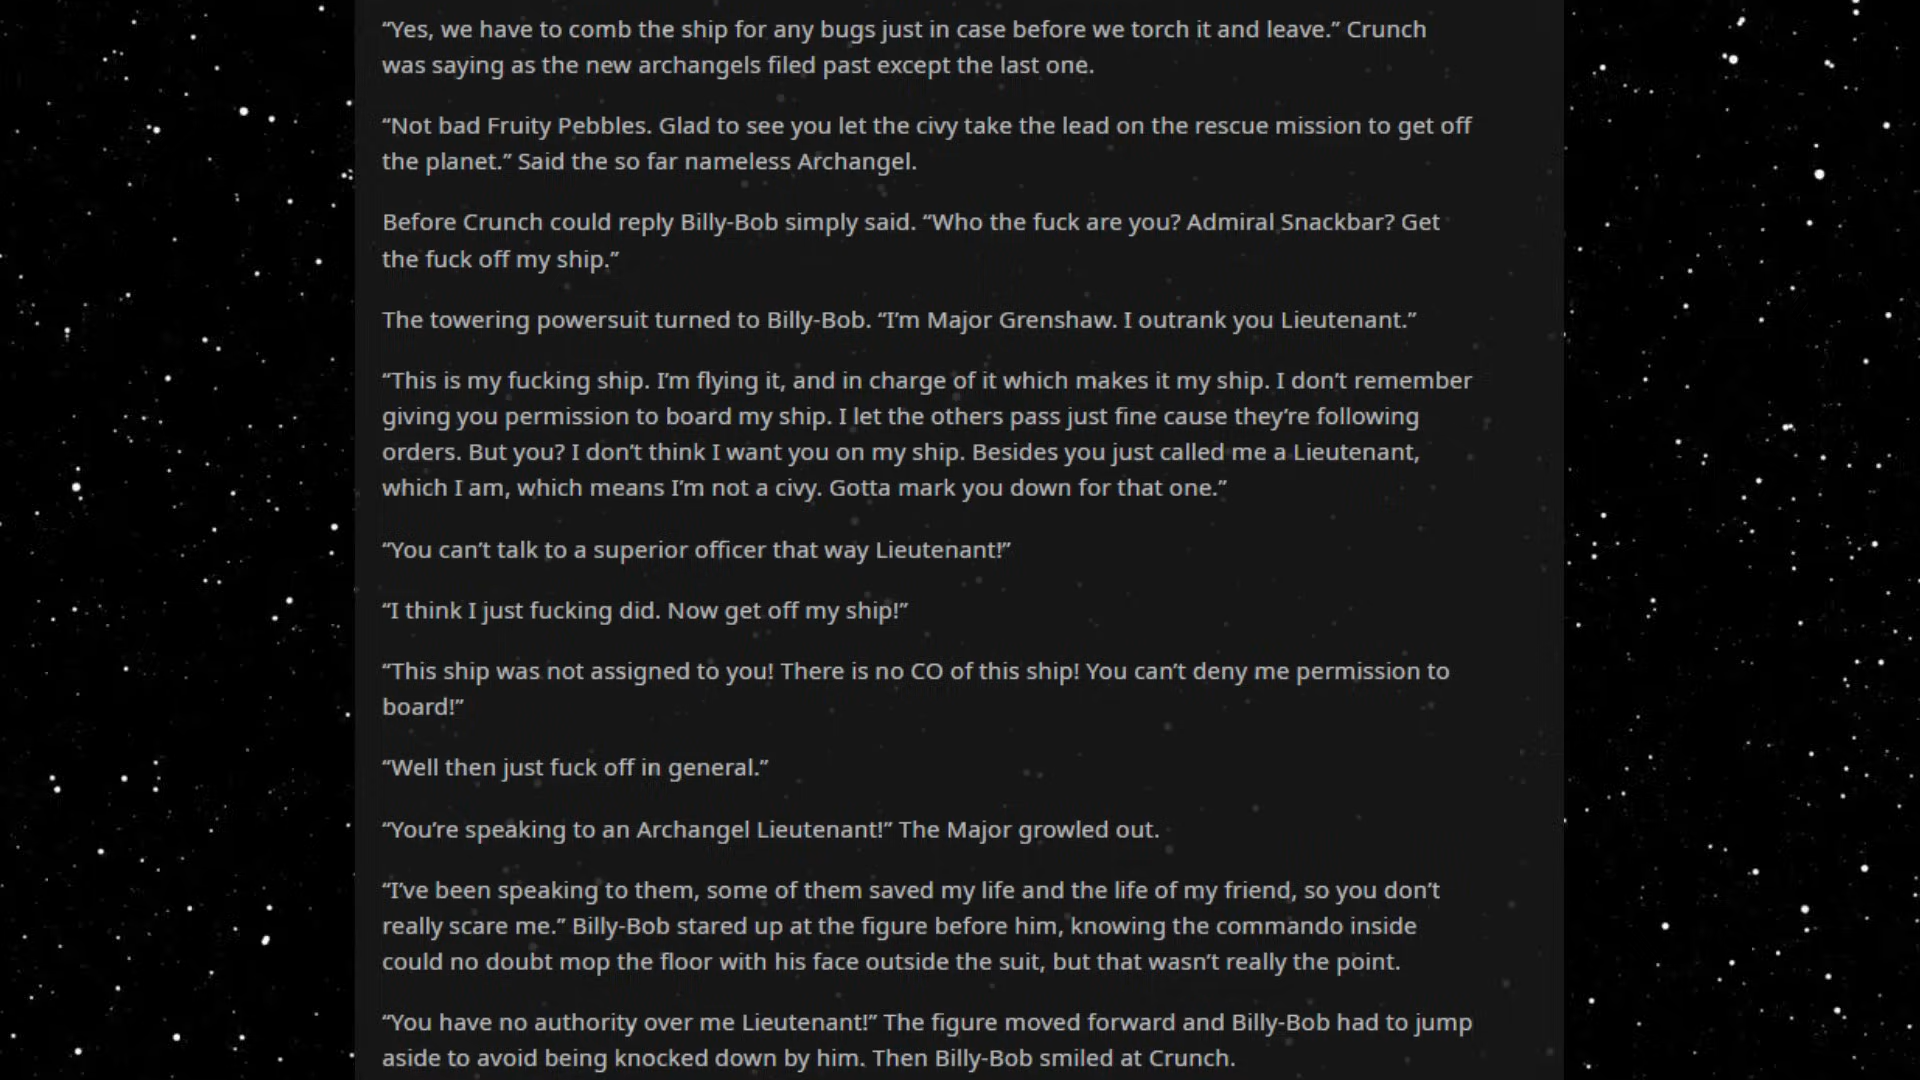 “Yes, we have to comb the ship for any bugs just in case before we torch it and leave.” Crunch
was saying as the new archangels filed past except the last one.
“Not bad Fruity Pebbles. Glad to see you let the civy take the lead on the rescue mission to get off
the planet.” Said the so far nameless Archangel.
Before Crunch could reply Billy-Bob simply said. “Who the fuck are you? Admiral Snackbar? Get
the fuck off my ship.”
The towering powersuit turned to Billy-Bob. “I’m Major Grenshaw. I outrank you Lieutenant.”
“This is my fucking ship. I’m flying it, and in charge of it which makes it my ship. I don’t remember
giving you permission to board my ship. I let the others pass just fine cause they’re following
orders. But you? I don’t think I want you on my ship. Besides you just called me a Lieutenant,
which I am, which means I’m not a civy. Gotta mark you down for that one.”
“You can’t talk to a superior officer that way Lieutenant!”
“I think I just fucking did. Now get off my ship!”
“This ship was not assigned to you! There is no CO of this ship! You can’t deny me permission to
board!”
“Well then just fuck off in general.”
“You’re speaking to an Archangel Lieutenant!” The Major growled out.
“I’ve been speaking to them, some of them saved my life and the life of my friend, so you don’t
really scare me.” Billy-Bob stared up at the figure before him, knowing the commando inside
could no doubt mop the floor with his face outside the suit, but that wasn’t really the point.
“You have no authority over me Lieutenant!” The figure moved forward and Billy-Bob had to jump
aside to avoid being knocked down by him. Then Billy-Bob smiled at Crunch.